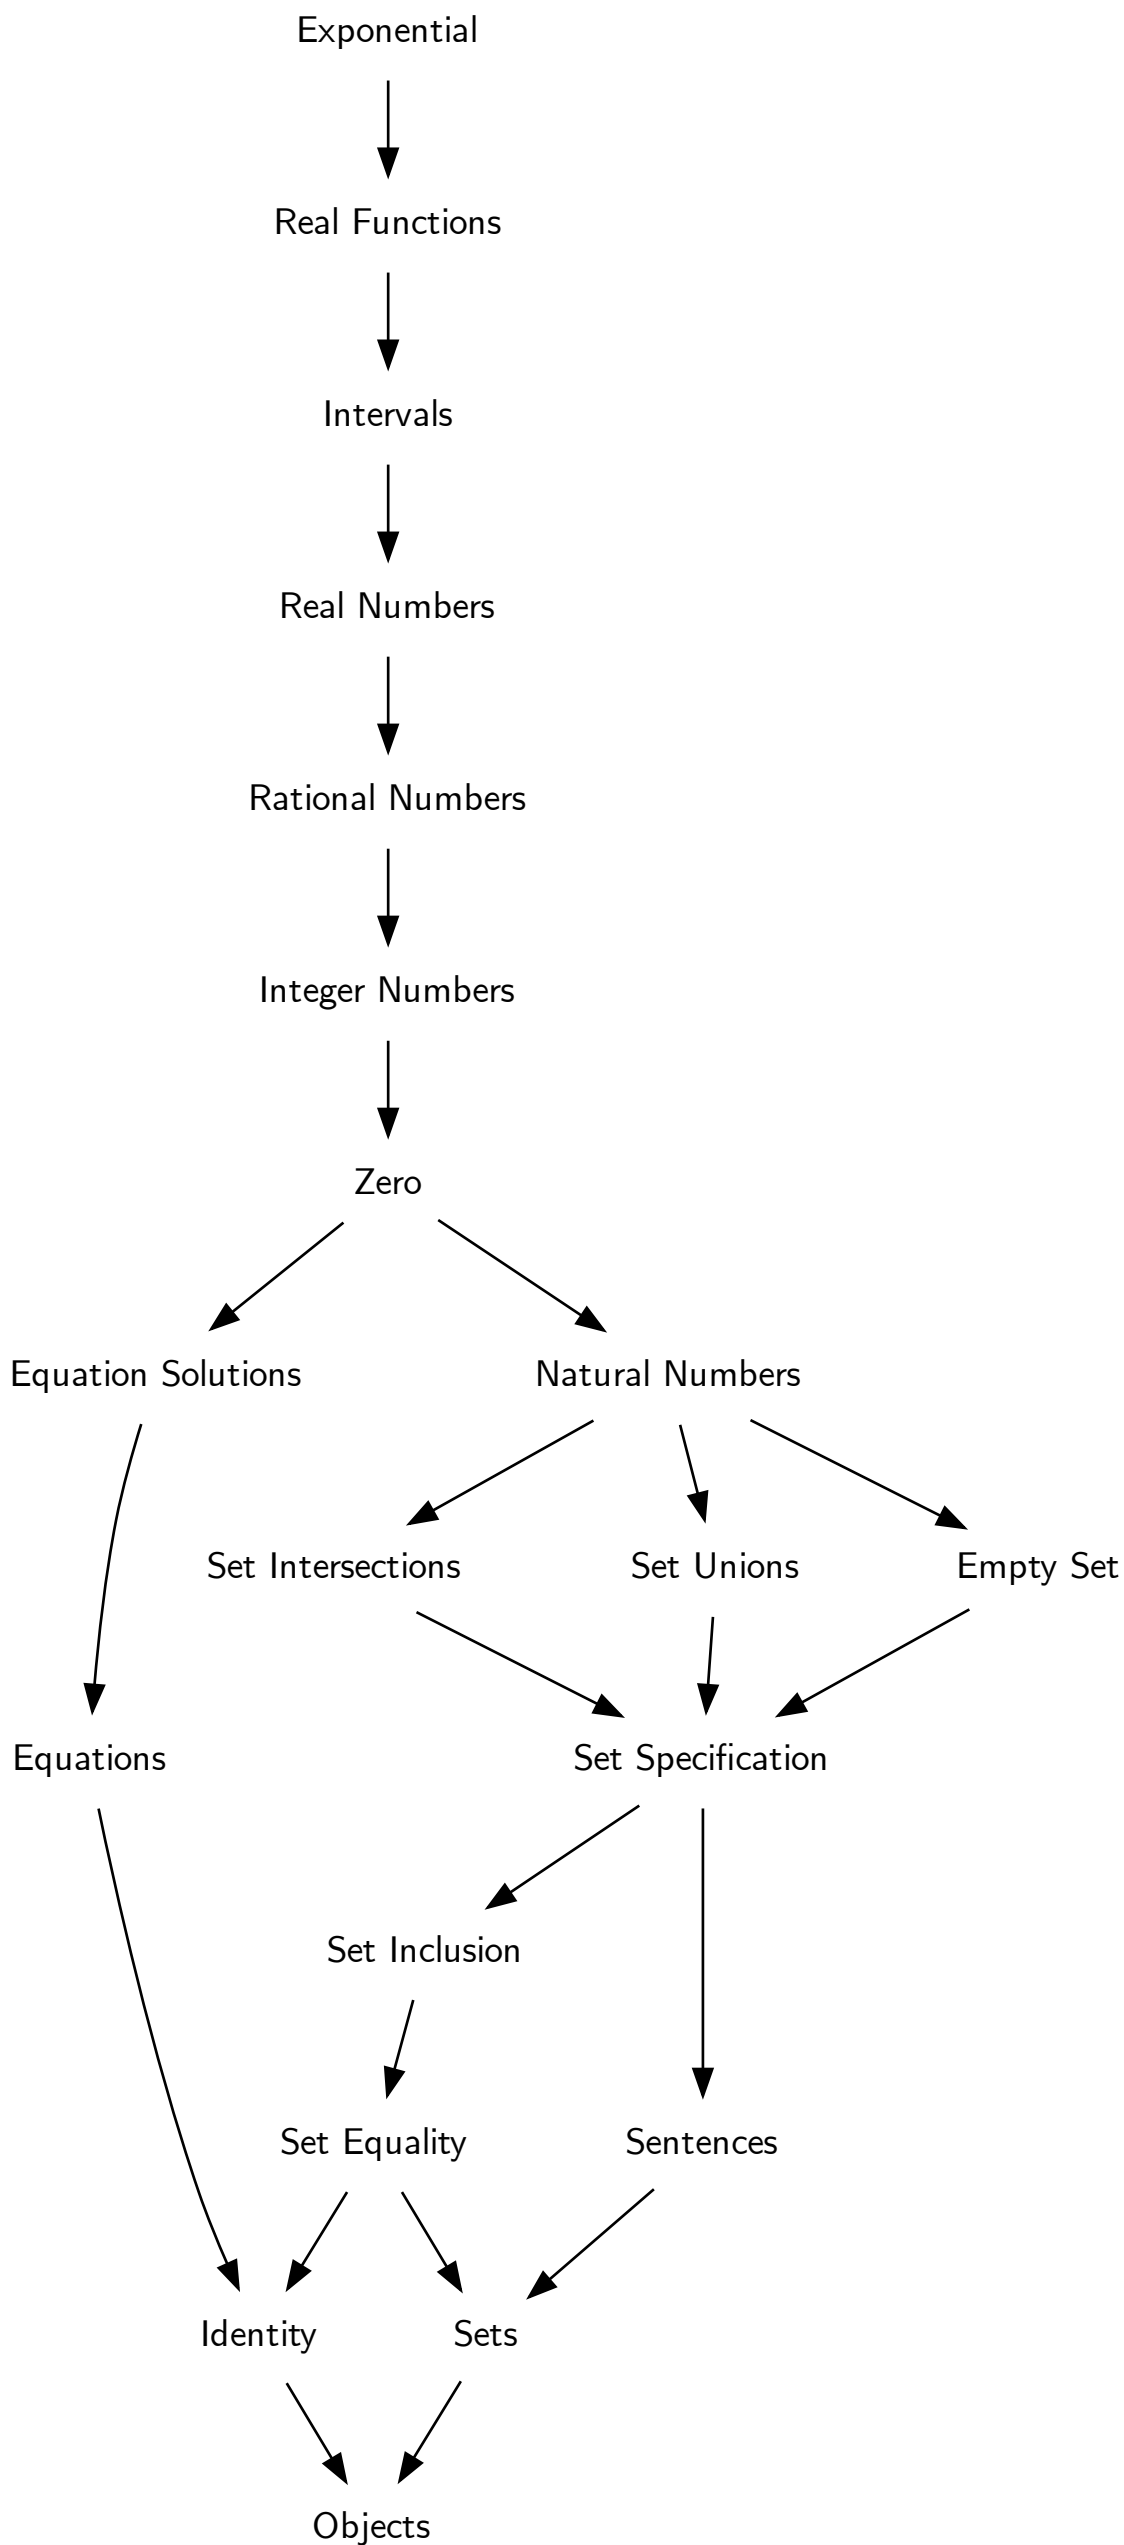 Exponential
Real Functions
Intervals
Real Numbers
Rational Numbers
Integer Numbers
Zero
Equation Solutions
Natural Numbers
Set Intersections
Set Unions
Empty Set
Equations
Set Specification
Set Inclusion
Set Equality
Sentences
Identity
Sets
Objects